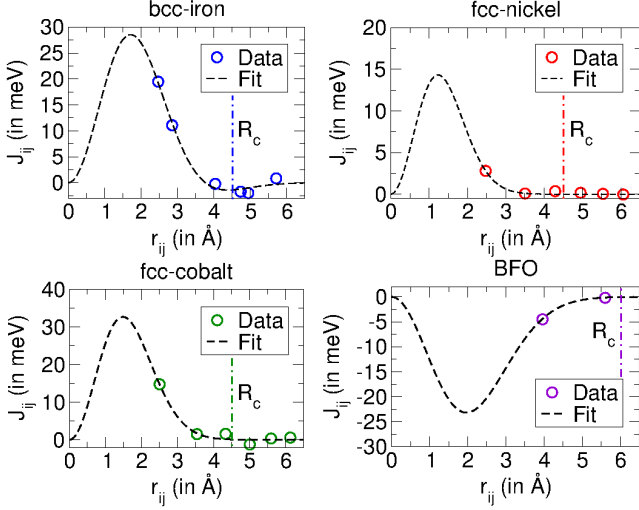 bcc-iron
J_ij (in meV)
30
25
20
15
10
5
0
Data
Fit
R_c
0 1 2 3 4 5 6
r_ij (in Å)
fcc-nickel
J_ij (in meV)
20
15
10
5
0
Data
Fit
R_c
0 1 2 3 4 5 6
r_ij (in Å)
fcc-cobalt
J_ij (in meV)
40
30
20
10
0
Data
Fit
R_c
0 1 2 3 4 5 6
r_ij (in Å)
BFO
J_ij (in meV)
0
-5
-10
-15
-20
-25
-30
R_c
Data
Fit
0 1 2 3 4 5 6
r_ij (in Å)